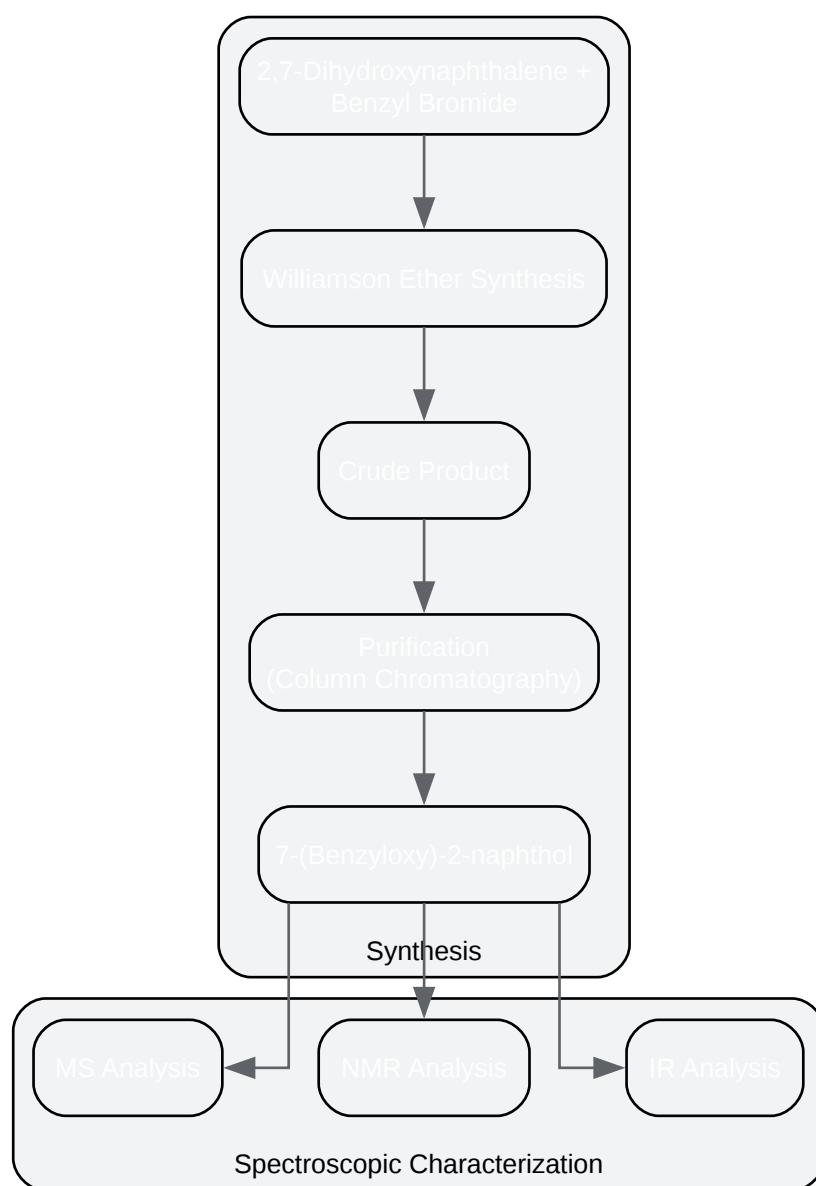 2,7-Dihydroxynaphthalene +
Benzyl Bromide
Williamson Ether Synthesis
Crude Product
Purification
(Column Chromatography)
7-(Benzyloxy)-2-naphthol
Synthesis
MS Analysis
NMR Analysis
IR Analysis
Spectroscopic Characterization